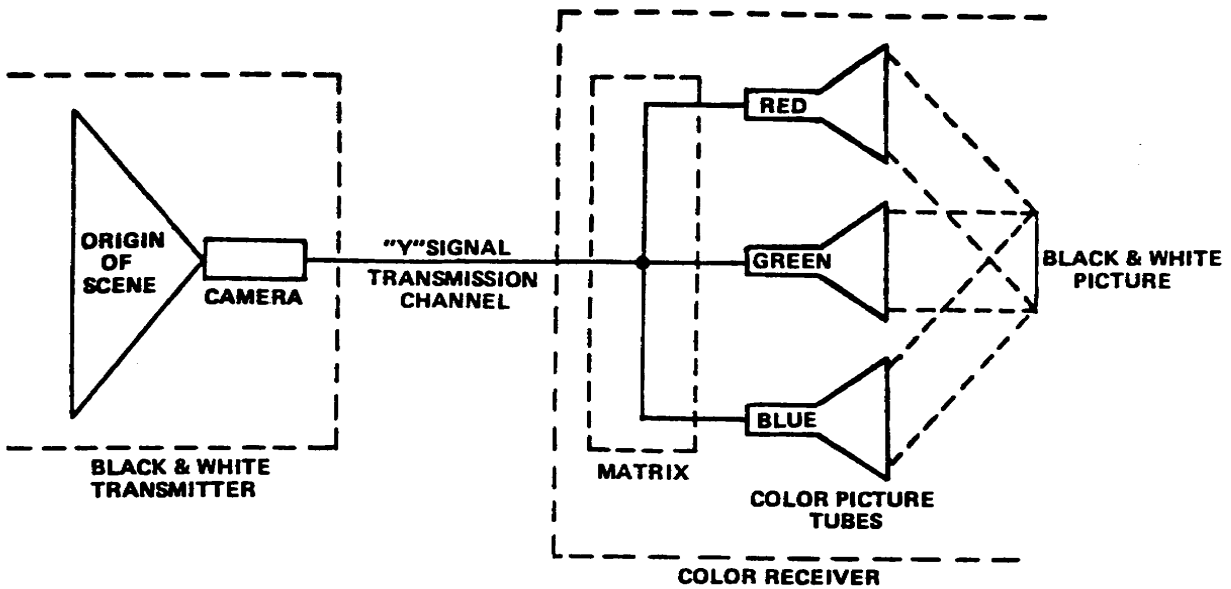 ORIGIN
OF
SCENE
CAMERA
BLACK & WHITE
TRANSMITTER
"Y"SIGNAL
TRANSMISSION
CHANNEL
MATRIX
RED
GREEN
BLUE
COLOR PICTURE
TUBES
BLACK & WHITE
PICTURE
COLOR RECEIVER